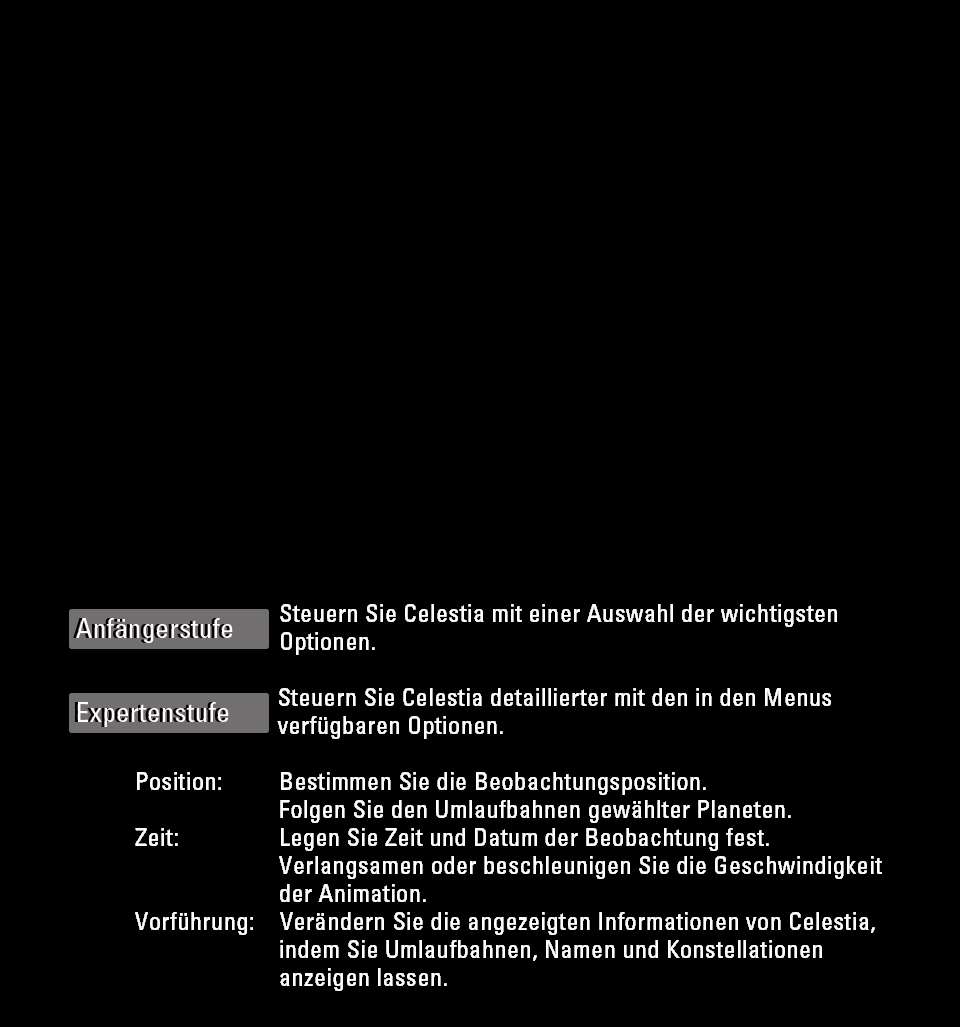 Anfängerstufe Steuern Sie Celestia mit einer Auswahl der wichtigsten
Optionen.
Expertenstufe Steuern Sie Celestia detaillierter mit den in den Menus
verfügbaren Optionen.
Position: Bestimmen Sie die Beobachtungsposition.
Folgen Sie den Umlaufbahnen gewählter Planeten.
Zeit: Legen Sie Zeit und Datum der Beobachtung fest.
Verlangsamen oder beschleunigen Sie die Geschwindigkeit
der Animation.
Vorführung: Verändern Sie die angezeigten Informationen von Celestia,
indem Sie Umlaufbahnen, Namen und Konstellationen
anzeigen lassen.